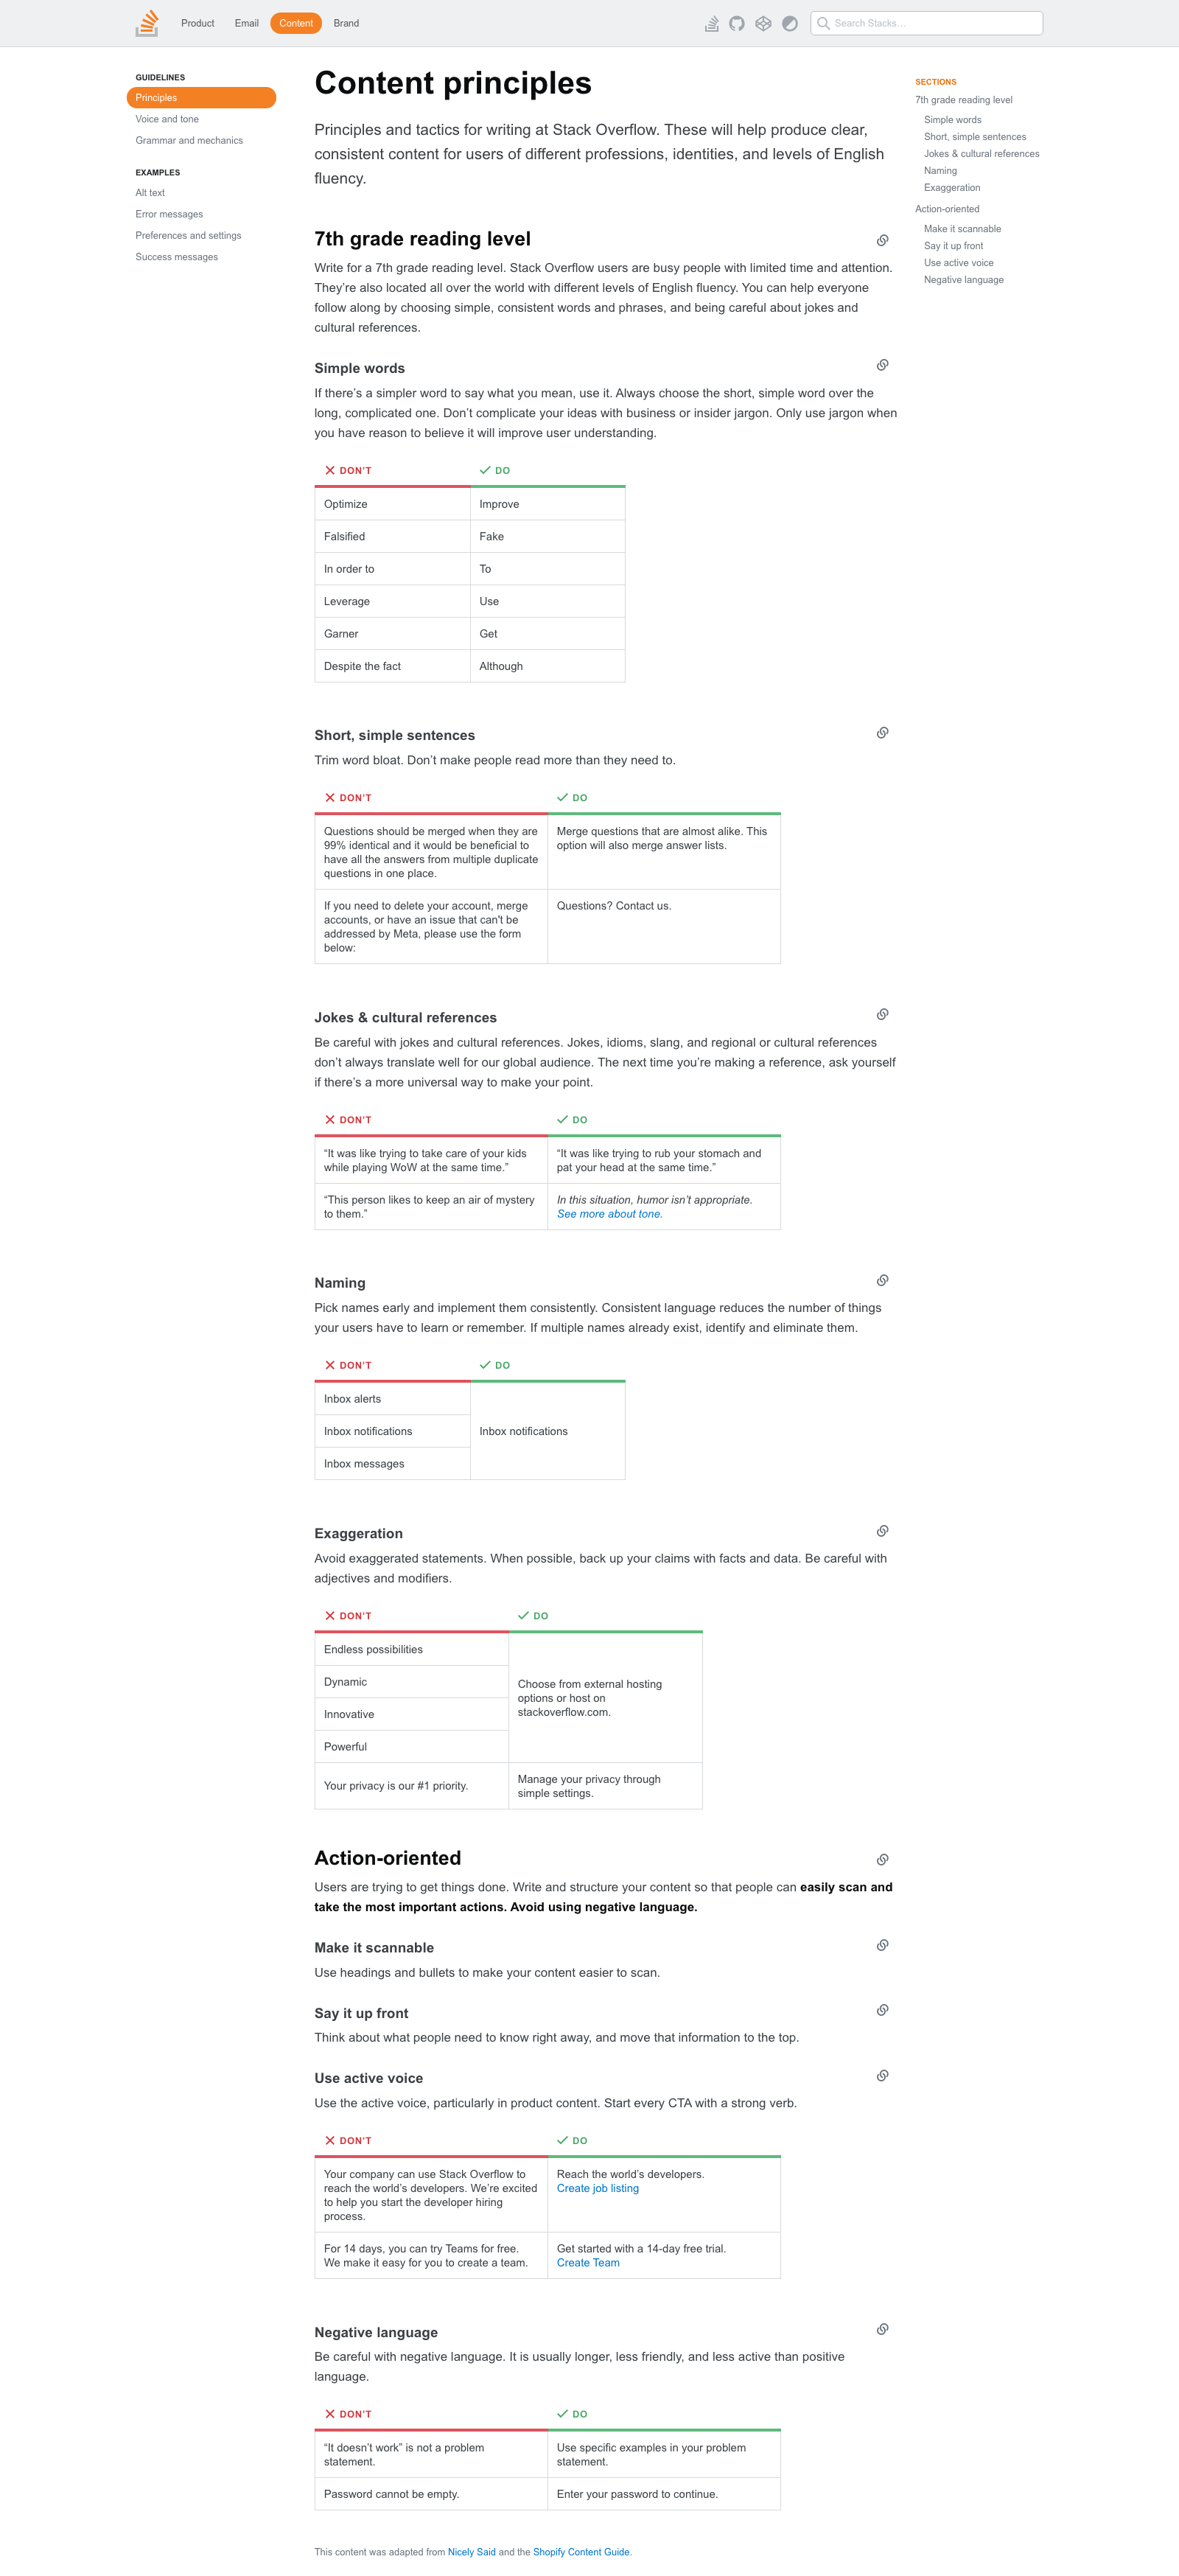 Product Email Content Brand
Search Stacks…
GUIDELINES
Principles
Voice and tone
Grammar and mechanics
EXAMPLES
Alt text
Error messages
Preferences and settings
Success messages
Content principles
Principles and tactics for writing at Stack Overflow. These will help produce clear,
consistent content for users of different professions, identities, and levels of English
fluency.
7th grade reading level
Write for a 7th grade reading level. Stack Overflow users are busy people with limited time and attention.
They’re also located all over the world with different levels of English fluency. You can help everyone
follow along by choosing simple, consistent words and phrases, and being careful about jokes and
cultural references.
Simple words
If there’s a simpler word to say what you mean, use it. Always choose the short, simple word over the
long, complicated one. Don’t complicate your ideas with business or insider jargon. Only use jargon when
you have reason to believe it will improve user understanding.
DON’T DO
Optimize Improve
Falsified Fake
In order to To
Leverage Use
Garner Get
Despite the fact Although
Short, simple sentences
Trim word bloat. Don’t make people read more than they need to.
DON’T DO
Questions should be merged when they are
99% identical and it would be beneficial to
have all the answers from multiple duplicate
questions in one place.
Merge questions that are almost alike. This
option will also merge answer lists.
If you need to delete your account, merge
accounts, or have an issue that can't be
addressed by Meta, please use the form
below:
Questions? Contact us.
Jokes & cultural references
Be careful with jokes and cultural references. Jokes, idioms, slang, and regional or cultural references
don’t always translate well for our global audience. The next time you’re making a reference, ask yourself
if there’s a more universal way to make your point.
DON’T DO
“It was like trying to take care of your kids
while playing WoW at the same time.”
“It was like trying to rub your stomach and
pat your head at the same time.”
“This person likes to keep an air of mystery
to them.”
In this situation, humor isn’t appropriate.
See more about tone.
Naming
Pick names early and implement them consistently. Consistent language reduces the number of things
your users have to learn or remember. If multiple names already exist, identify and eliminate them.
DON’T DO
Inbox alerts
Inbox notifications
Inbox messages
Inbox notifications
Exaggeration
Avoid exaggerated statements. When possible, back up your claims with facts and data. Be careful with
adjectives and modifiers.
DON’T DO
Endless possibilities
Dynamic
Innovative
Powerful
Choose from external hosting
options or host on
stackoverflow.com.
Your privacy is our #1 priority.
Manage your privacy through
simple settings.
Action-oriented
Users are trying to get things done. Write and structure your content so that people can easily scan and
take the most important actions. Avoid using negative language.
Make it scannable
Use headings and bullets to make your content easier to scan.
Say it up front
Think about what people need to know right away, and move that information to the top.
Use active voice
Use the active voice, particularly in product content. Start every CTA with a strong verb.
DON’T DO
Your company can use Stack Overflow to
reach the world’s developers. We’re excited
to help you start the developer hiring
process.
Reach the world’s developers.
Create job listing
For 14 days, you can try Teams for free.
We make it easy for you to create a team.
Get started with a 14-day free trial.
Create Team
Negative language
Be careful with negative language. It is usually longer, less friendly, and less active than positive
language.
DON’T DO
“It doesn’t work” is not a problem
statement.
Use specific examples in your problem
statement.
Password cannot be empty.
Enter your password to continue.
This content was adapted from Nicely Said and the Shopify Content Guide.
SECTIONS
7th grade reading level
Simple words
Short, simple sentences
Jokes & cultural references
Naming
Exaggeration
Action-oriented
Make it scannable
Say it up front
Use active voice
Negative language